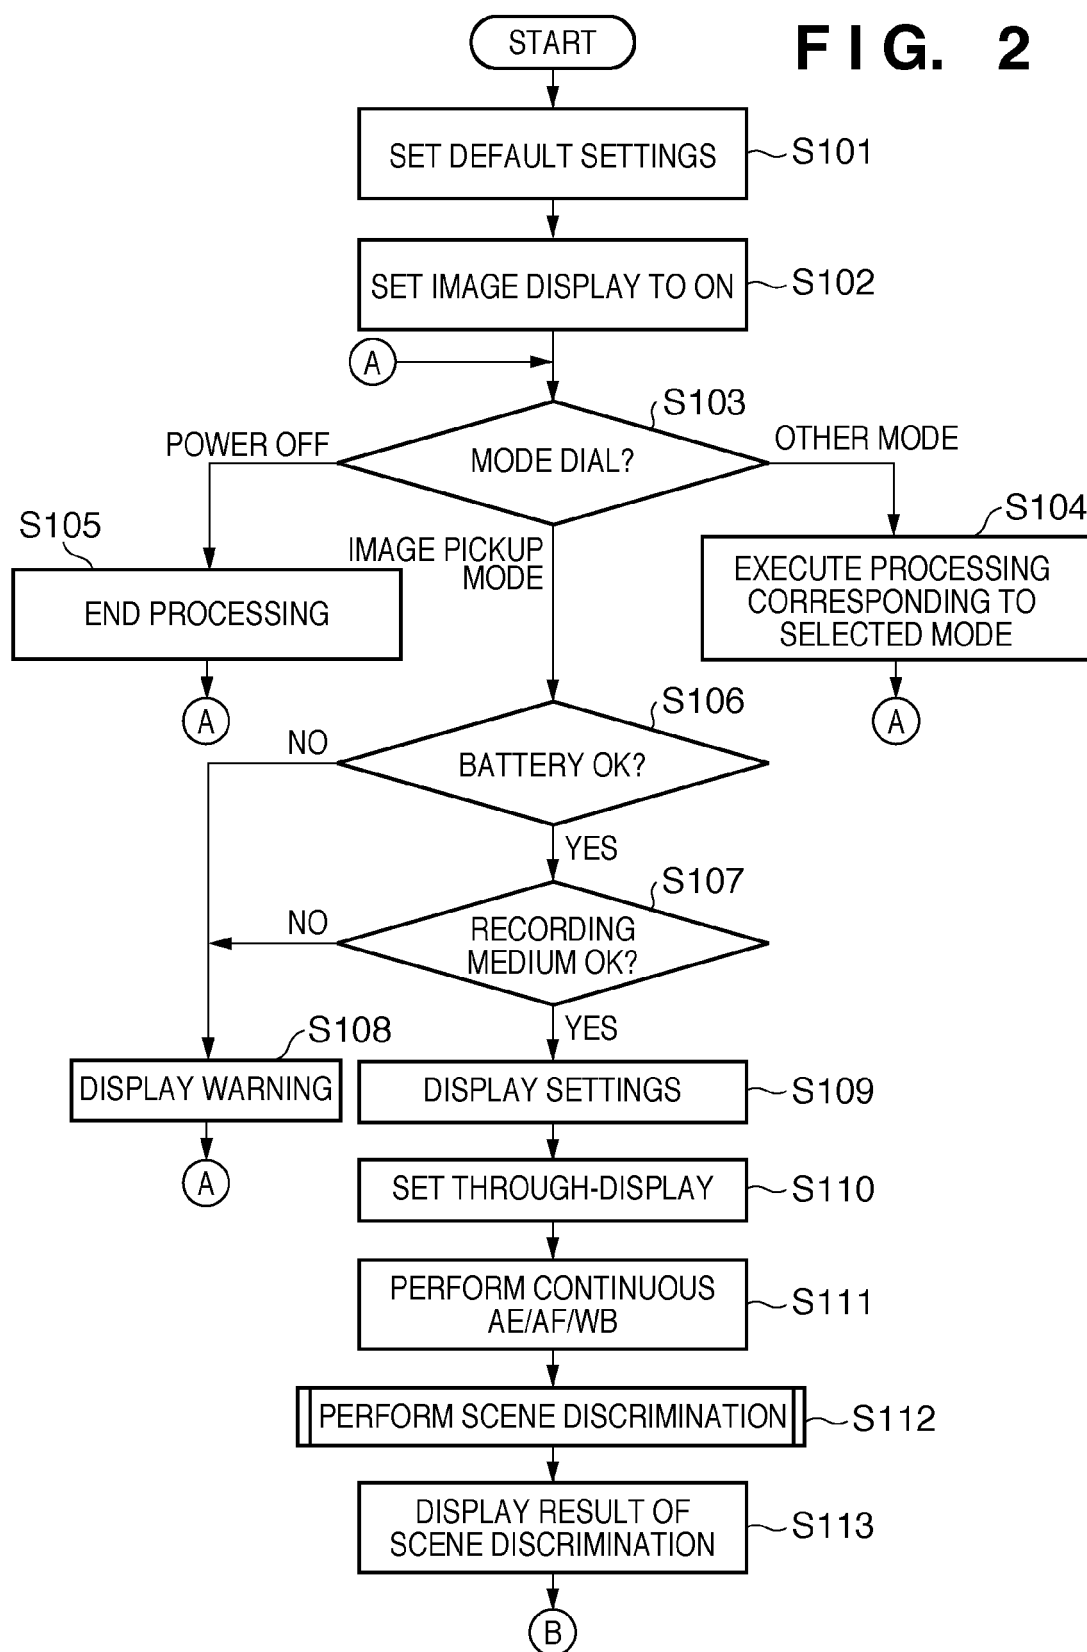 START
FIG. 2
SET DEFAULT SETTINGS
S101
SET IMAGE DISPLAY TO ON
S102
A
S103
MODE DIAL?
POWER OFF
OTHER MODE
S105
IMAGE PICKUP
MODE
S104
END PROCESSING
EXECUTE PROCESSING
CORRESPONDING TO
SELECTED MODE
A
A
S106
BATTERY OK?
NO
YES
S107
RECORDING
MEDIUM OK?
NO
YES
S108
DISPLAY WARNING
A
DISPLAY SETTINGS
S109
SET THROUGH-DISPLAY
S110
PERFORM CONTINUOUS
AE/AF/WB
S111
PERFORM SCENE DISCRIMINATION
S112
DISPLAY RESULT OF
SCENE DISCRIMINATION
S113
B